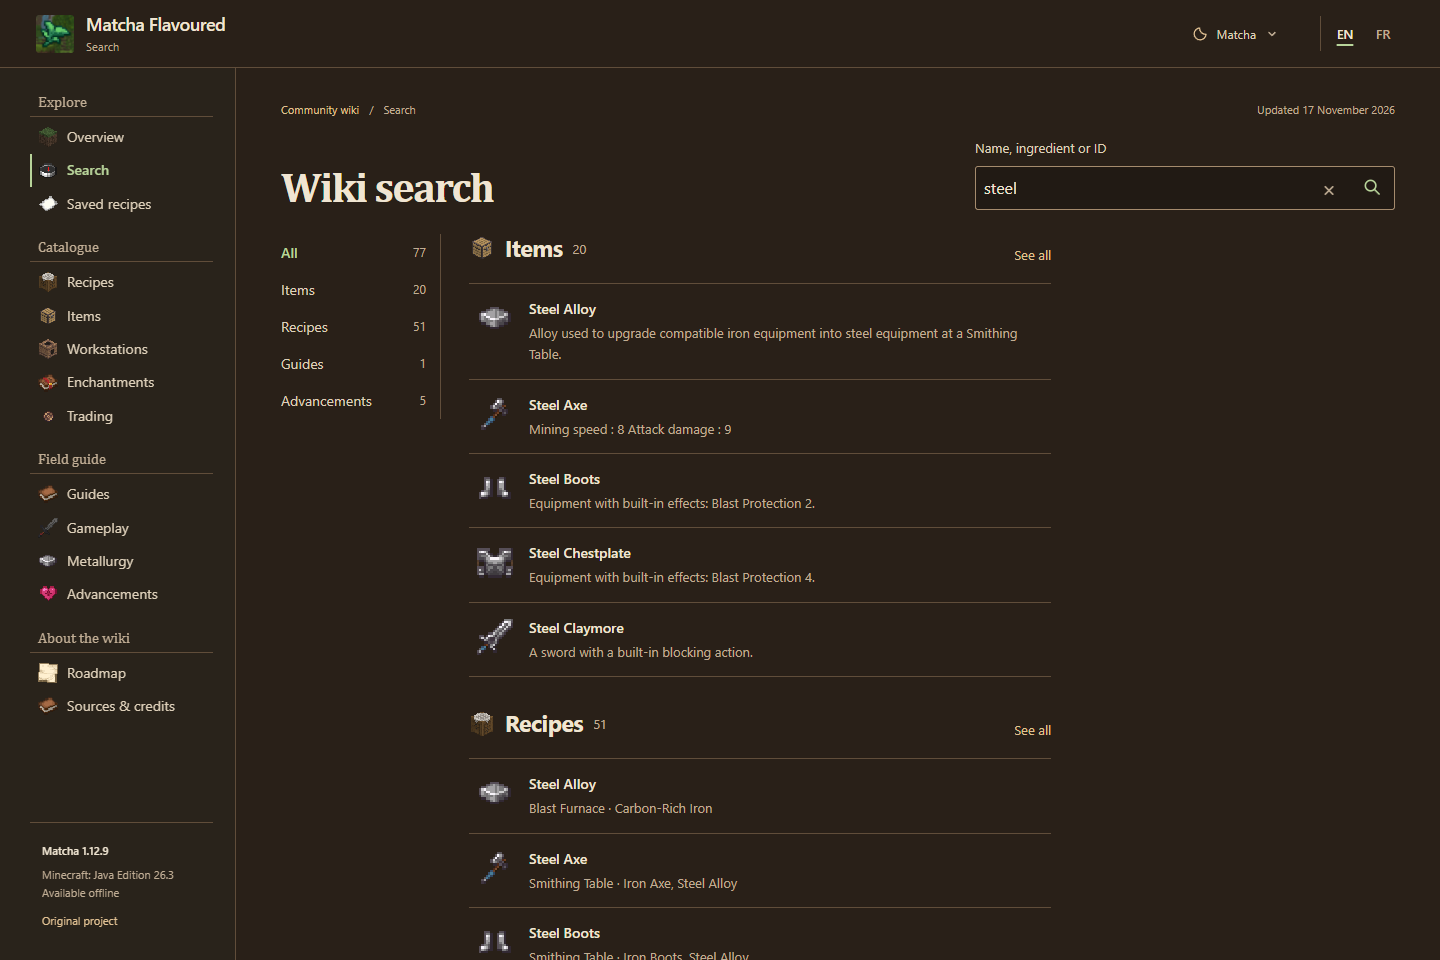 Matcha Flavoured
Search
Matcha
EN
FR
Explore
Overview
Search
Saved recipes
Catalogue
Recipes
Items
Workstations
Enchantments
Trading
Field guide
Guides
Gameplay
Metallurgy
Advancements
About the wiki
Roadmap
Sources & credits
Matcha 1.12.9
Minecraft: Java Edition 26.3
Available offline
Original project
Community wiki / Search
Updated 17 November 2026
Wiki search
Name, ingredient or ID
steel
All 77
Items 20
Recipes 51
Guides 1
Advancements 5
Items 20
See all
Steel Alloy
Alloy used to upgrade compatible iron equipment into steel equipment at a Smithing
Table.
Steel Axe
Mining speed : 8 Attack damage : 9
Steel Boots
Equipment with built-in effects: Blast Protection 2.
Steel Chestplate
Equipment with built-in effects: Blast Protection 4.
Steel Claymore
A sword with a built-in blocking action.
Recipes 51
See all
Steel Alloy
Blast Furnace · Carbon-Rich Iron
Steel Axe
Smithing Table · Iron Axe, Steel Alloy
Steel Boots
Smithing Table · Iron Boots, Steel Alloy